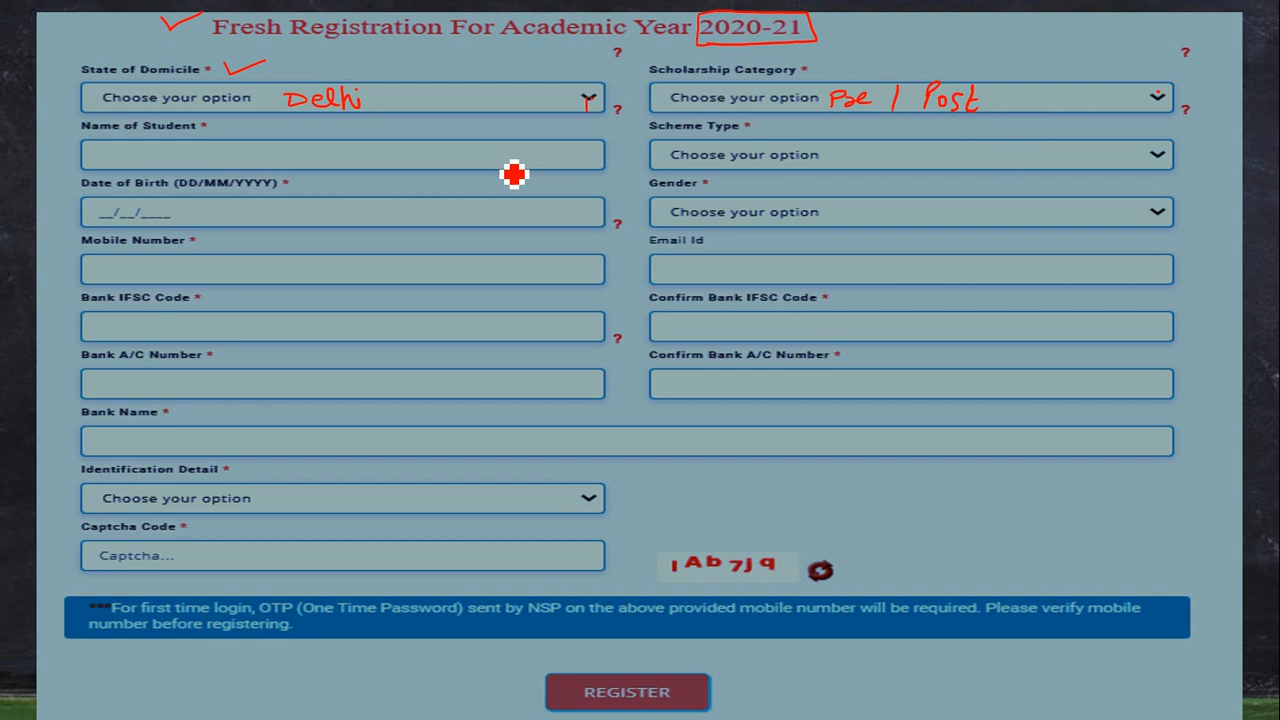 Fresh Registration For Academic Year 2020-21
?
?
State of Domicile *
Scholarship Category *
Choose your option Delhi
Choose your option Pre / Post
?
?
Name of Student *
Scheme Type *
Choose your option
Date of Birth (DD/MM/YYYY) *
Gender *
__/__/____
Choose your option
?
Mobile Number *
Email Id
Bank IFSC Code *
Confirm Bank IFSC Code *
?
Bank A/C Number *
Confirm Bank A/C Number *
Bank Name *
Identification Detail *
Choose your option
Captcha Code *
Captcha...
IAb7jq
***For first time login, OTP (One Time Password) sent by NSP on the above provided mobile number will be required. Please verify mobile
number before registering.
REGISTER